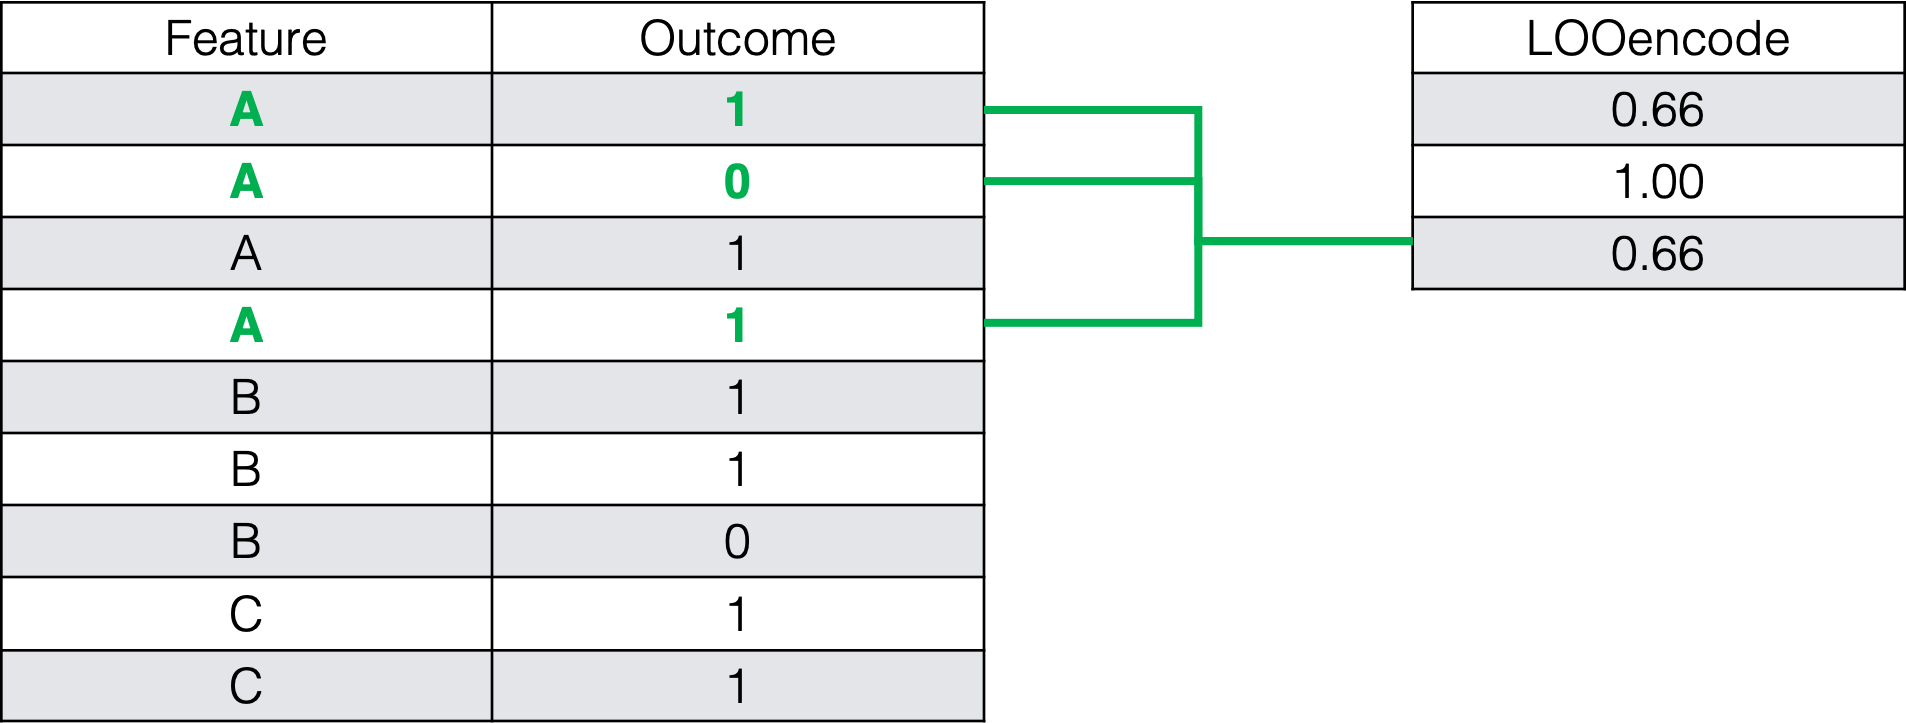 Feature Outcome LOOencode
A 1 0.66
A 0 1.00
A 1 0.66
A 1
B 1
B 1
B 0
C 1
C 1